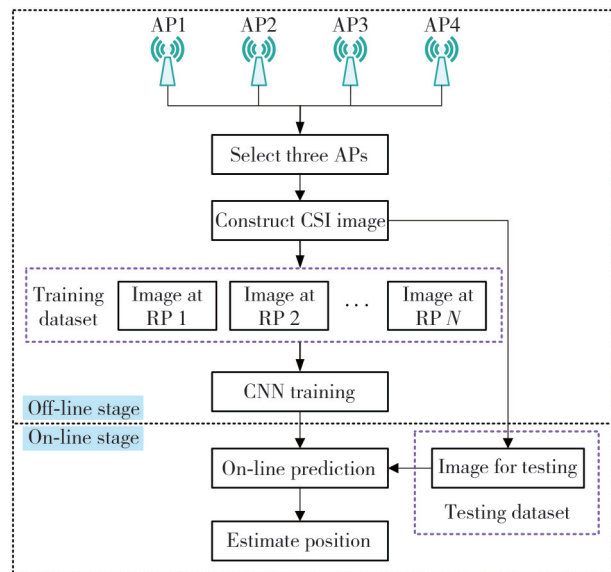 AP1 AP2 AP3 AP4
Select three APs
Construct CSI image
Training
dataset
Image at
RP 1
Image at
RP 2
...
Image at
RP N
CNN training
Off-line stage
On-line stage
On-line prediction
Image for testing
Testing dataset
Estimate position